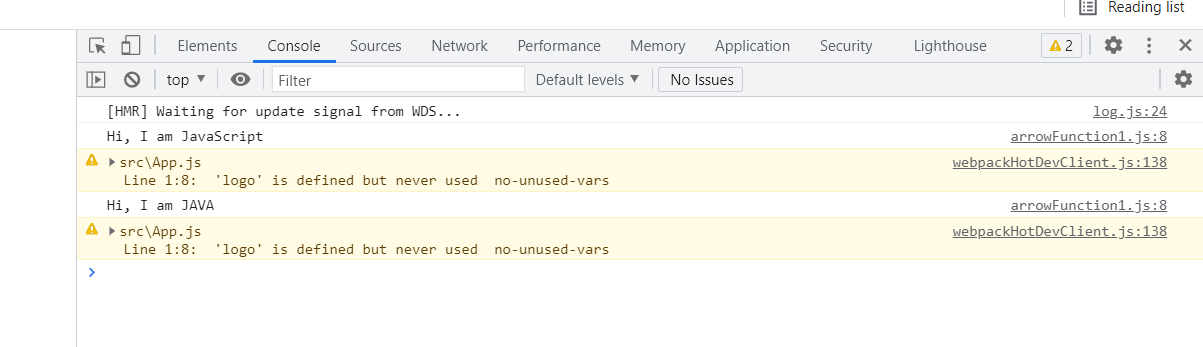 Reading list
Elements Console Sources Network Performance Memory Application Security Lighthouse 2
top Filter Default levels No Issues
[HMR] Waiting for update signal from WDS... log.js:24
Hi, I am JavaScript arrowFunction1.js:8
src\App.js webpackHotDevClient.js:138
Line 1:8: 'logo' is defined but never used no-unused-vars
Hi, I am JAVA arrowFunction1.js:8
src\App.js webpackHotDevClient.js:138
Line 1:8: 'logo' is defined but never used no-unused-vars